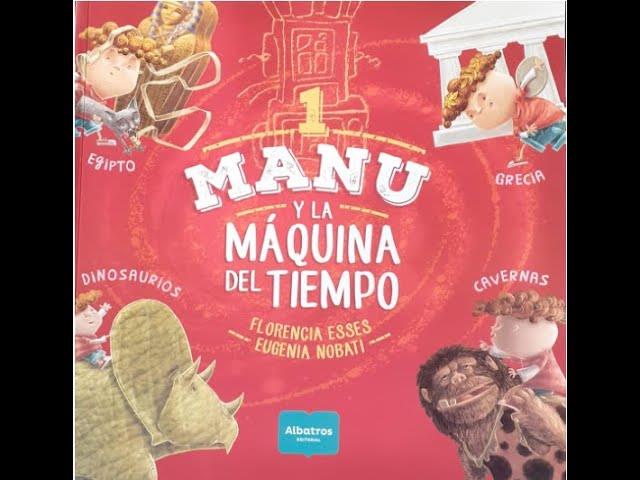 1
MANU
Y LA
MÁQUINA
DEL TIEMPO
FLORENCIA ESSES
EUGENIA NOBATI
EGIPTO
GRECIA
DINOSAURIOS
CAVERNAS
Albatros
EDITORIAL